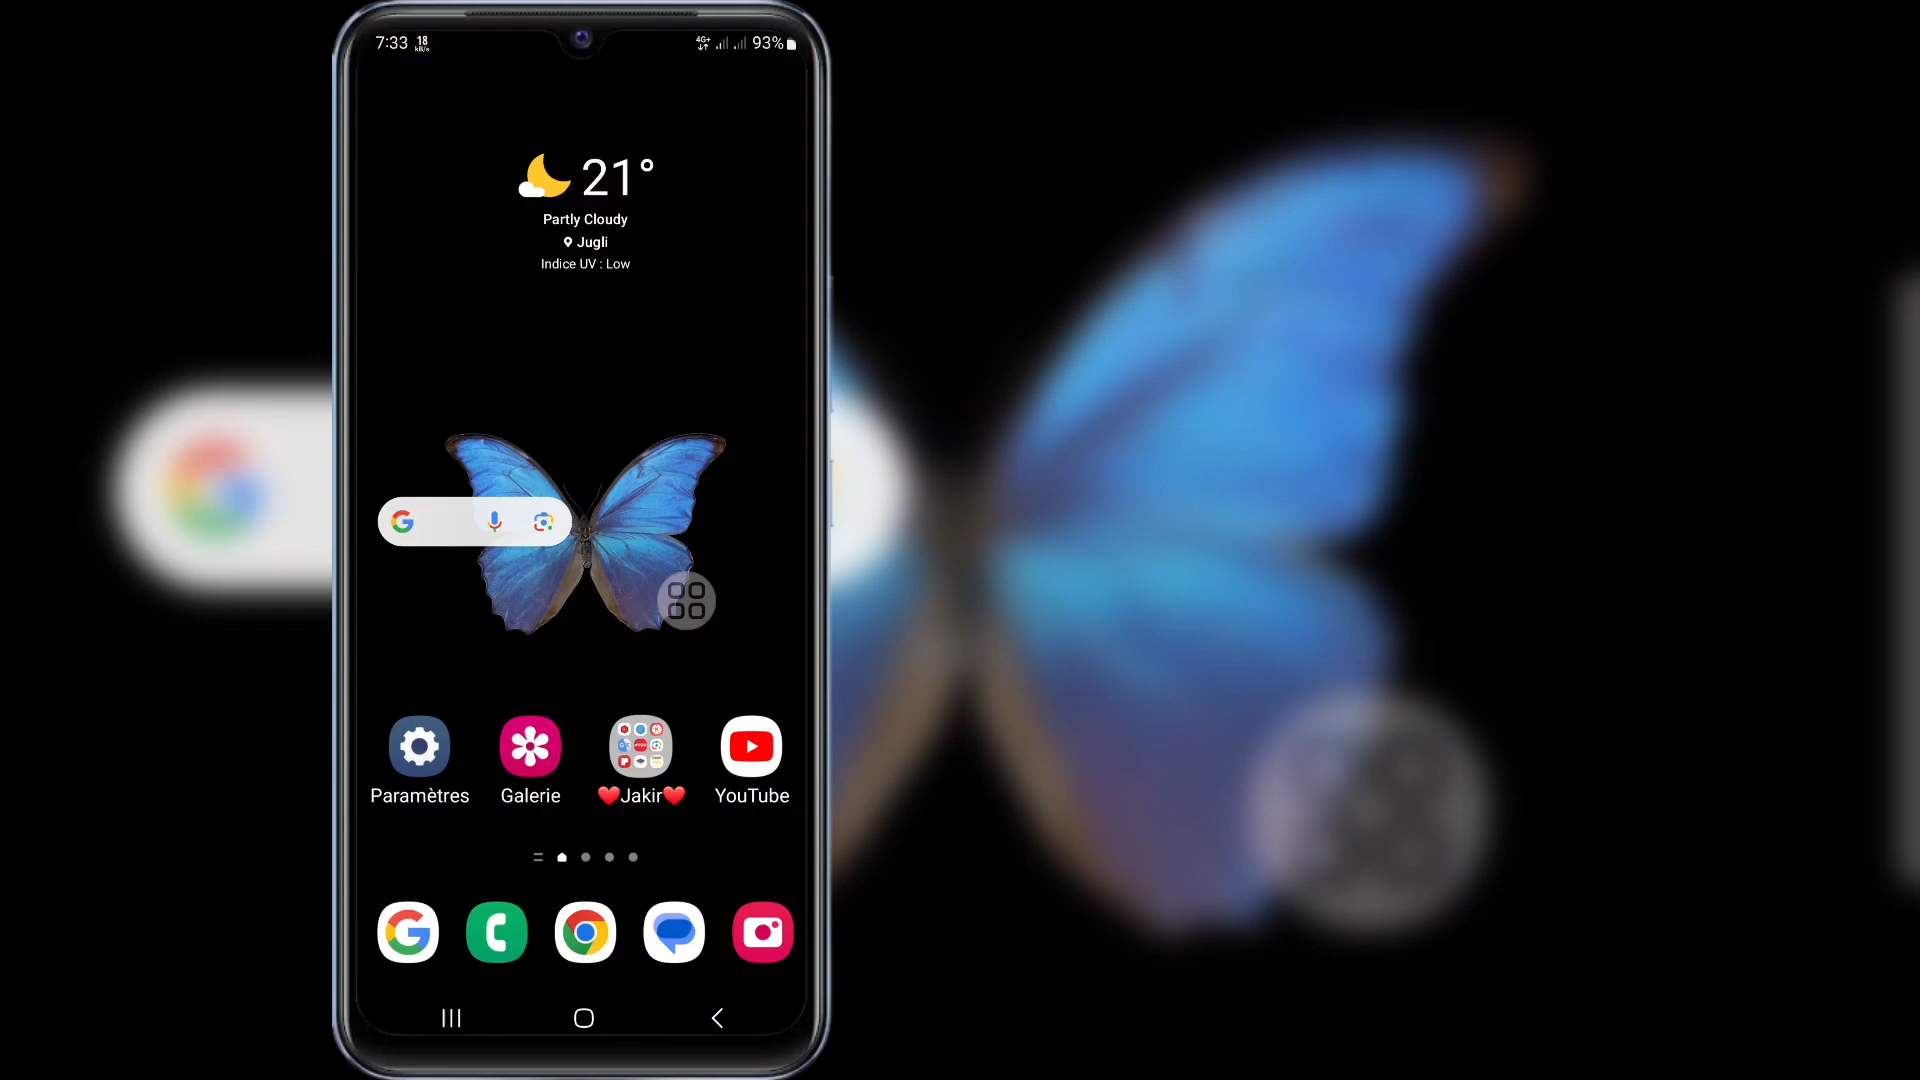 7:33 18 kB/s 4G+ 93%
21°
Partly Cloudy
Jugli
Indice UV : Low
Paramètres Galerie ❤️Jakir❤️ YouTube